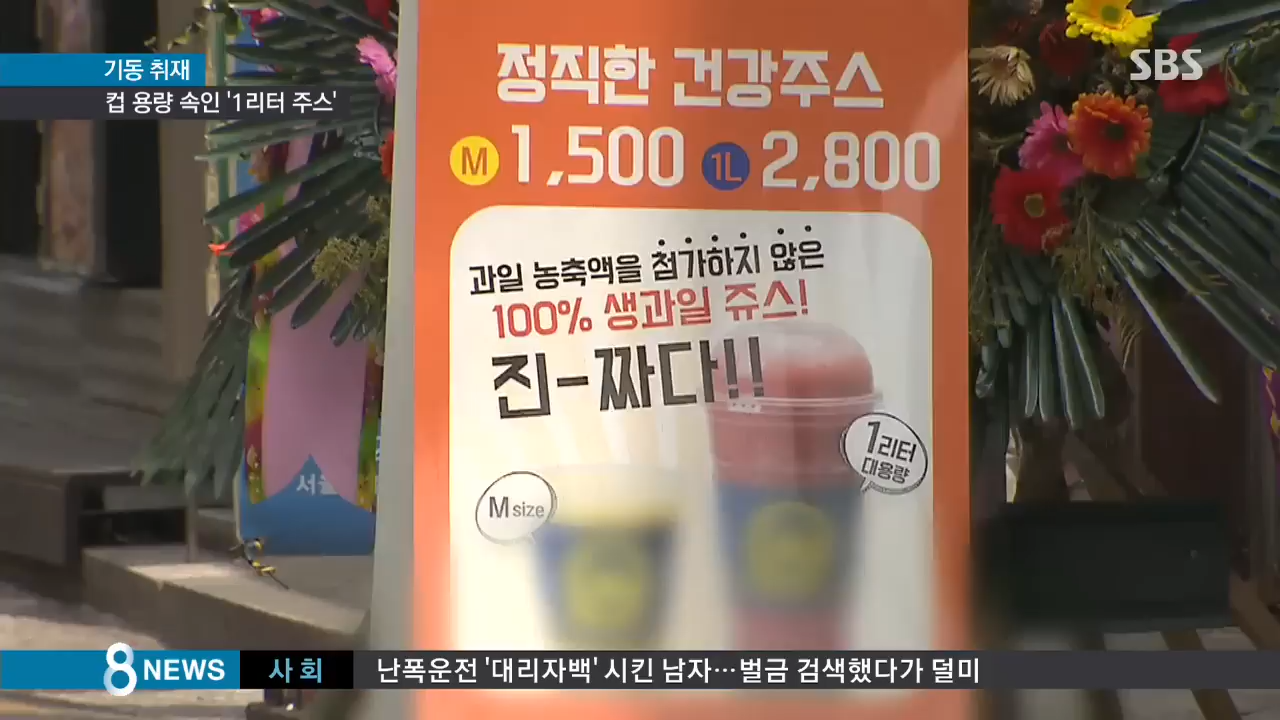 기동 취재
컵 용량 속인 '1리터 주스'
SBS
정직한 건강주스
M 1,500 1L 2,800
과일 농축액을 첨가하지 않은
100% 생과일 쥬스!
진-짜다!!
1리터
대용량
M size
8 NEWS 사회 난폭운전 '대리자백' 시킨 남자…벌금 검색했다가 덜미